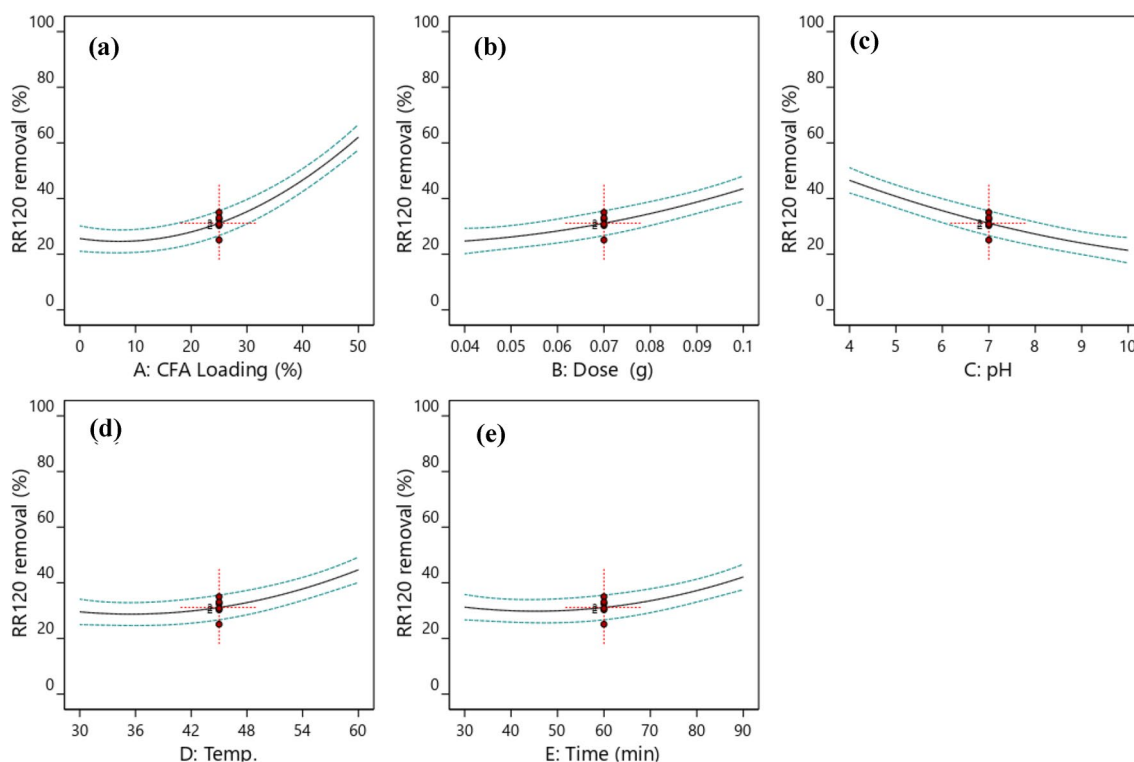 (a)
RR120 removal (%)
100
80
60
40
20
0
0 10 20 30 40 50
A: CFA Loading (%)
(b)
RR120 removal (%)
100
80
60
40
20
0
0.04 0.05 0.06 0.07 0.08 0.09 0.1
B: Dose (g)
(c)
RR120 removal (%)
100
80
60
40
20
0
4 5 6 7 8 9 10
C: pH
(d)
RR120 removal (%)
100
80
60
40
20
0
30 36 42 48 54 60
D: Temp.
(e)
RR120 removal (%)
100
80
60
40
20
0
30 40 50 60 70 80 90
E: Time (min)